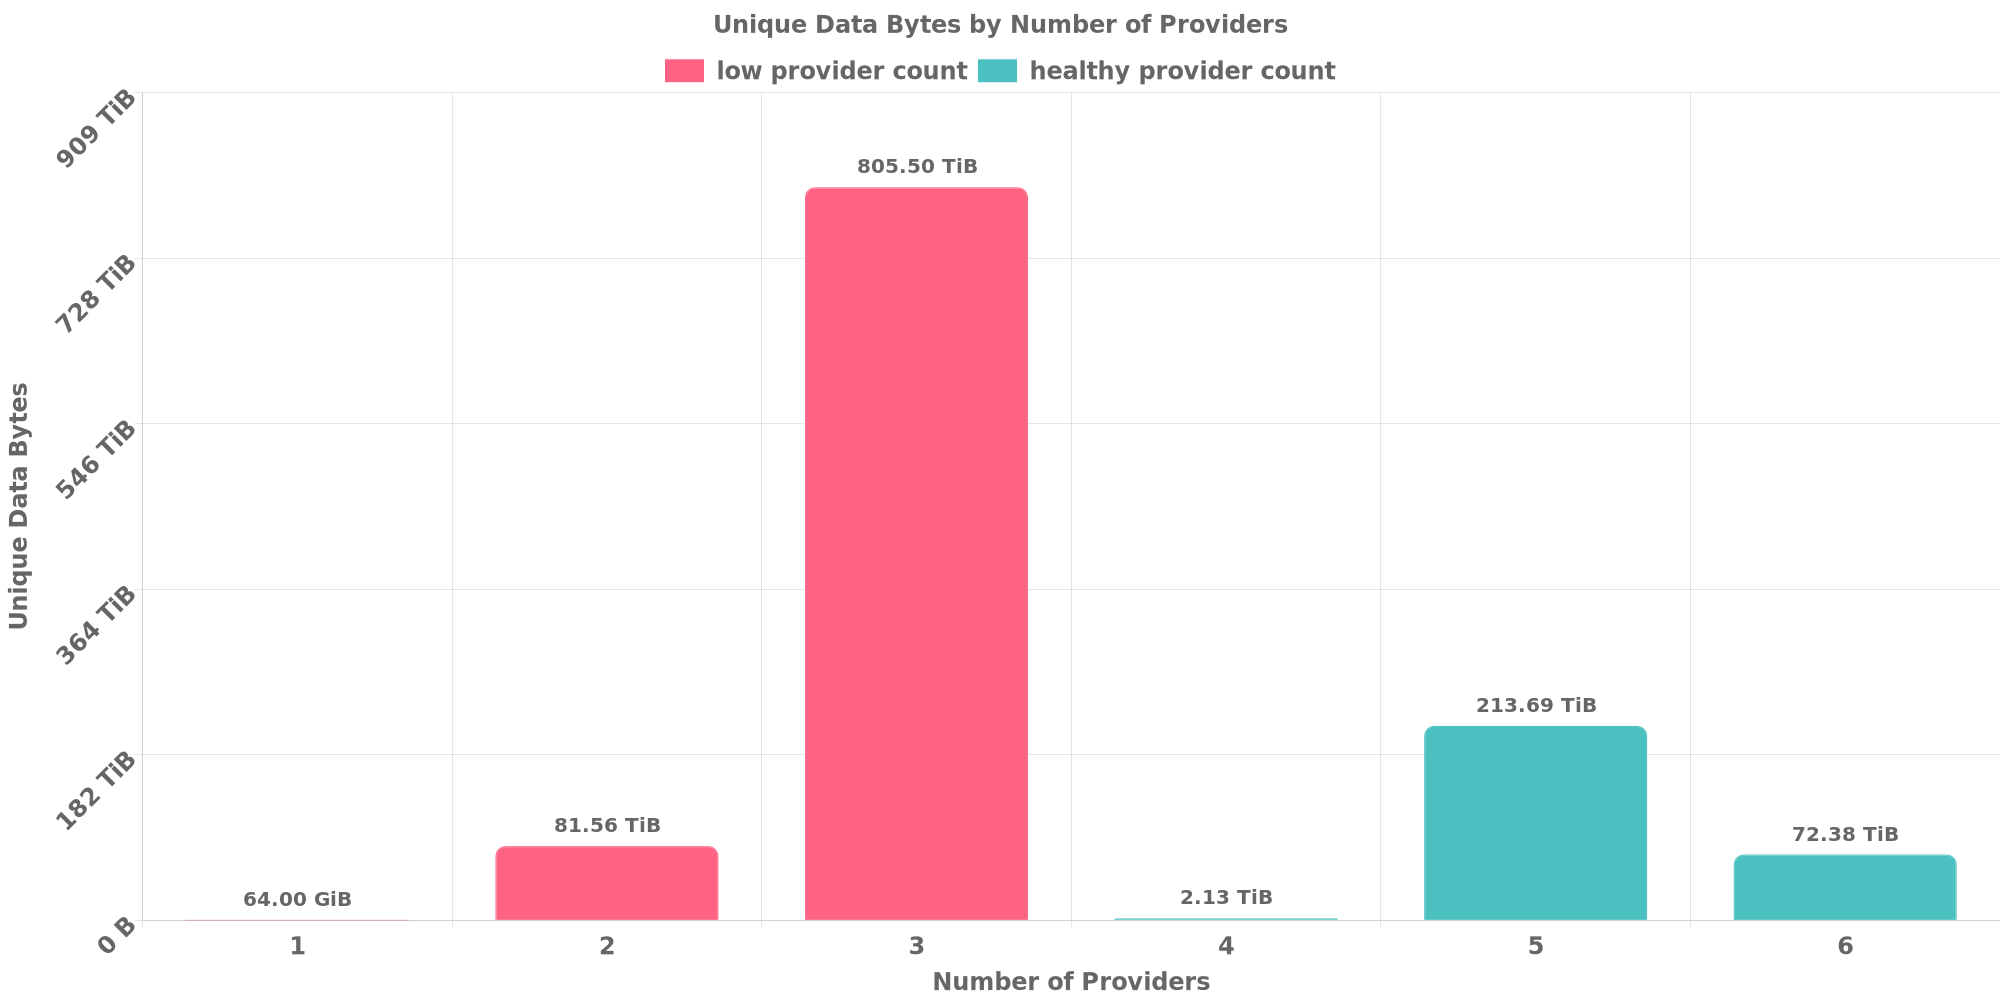 Unique Data Bytes by Number of Providers
low provider count
healthy provider count
909 TiB
728 TiB
546 TiB
364 TiB
182 TiB
0 B
Unique Data Bytes
64.00 GiB
81.56 TiB
805.50 TiB
2.13 TiB
213.69 TiB
72.38 TiB
1
2
3
4
5
6
Number of Providers